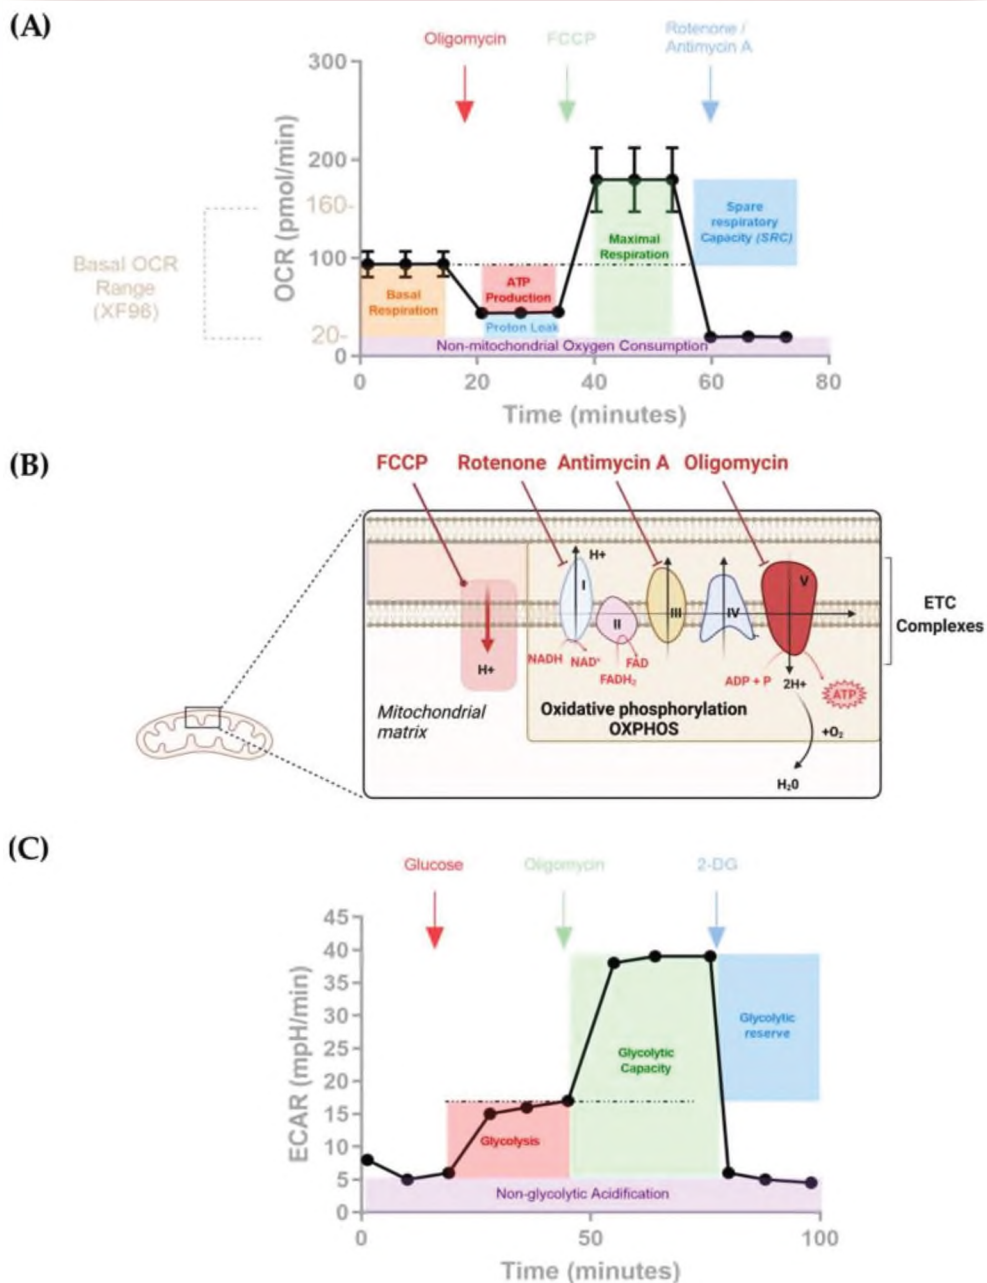 (A)
Oligomycin
FCCP
Rotenone /
Antimycin A
300
200
160-
100
20-
0
OCR (pmol/min)
Basal OCR
Range
(XF96)
Basal
Respiration
ATP
Production
Proton Leak
Maximal
Respiration
Spare
respiratory
Capacity (SRC)
Non-mitochondrial Oxygen Consumption
0 20 40 60 80
Time (minutes)
(B)
FCCP Rotenone Antimycin A Oligomycin
H+
I
II
III
IV
V
H+
NADH
NAD+
FAD
FADH2
ADP + P
2H+
ATP
+O2
H20
Mitochondrial
matrix
Oxidative phosphorylation
OXPHOS
ETC
Complexes
(C)
Glucose
Oligomycin
2-DG
45
40
35
30
25
20
15
10
5
0
ECAR (mpH/min)
Glycolysis
Glycolytic
Capacity
Glycolytic
reserve
Non-glycolytic Acidification
0 50 100
Time (minutes)